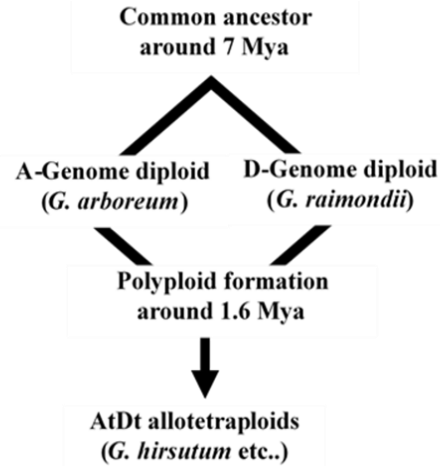 Common ancestor
around 7 Mya
A-Genome diploid
(G. arboreum)
D-Genome diploid
(G. raimondii)
Polyploid formation
around 1.6 Mya
AtDt allotetraploids
(G. hirsutum etc..)